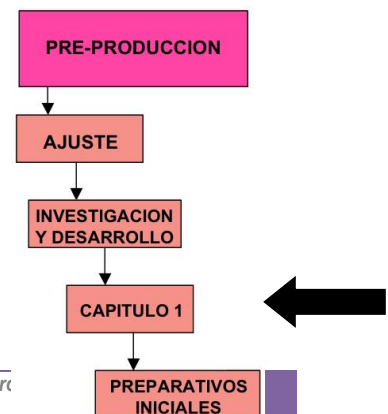 PRE-PRODUCCION
AJUSTE
INVESTIGACION
Y DESARROLLO
CAPITULO 1
PREPARATIVOS
INICIALES